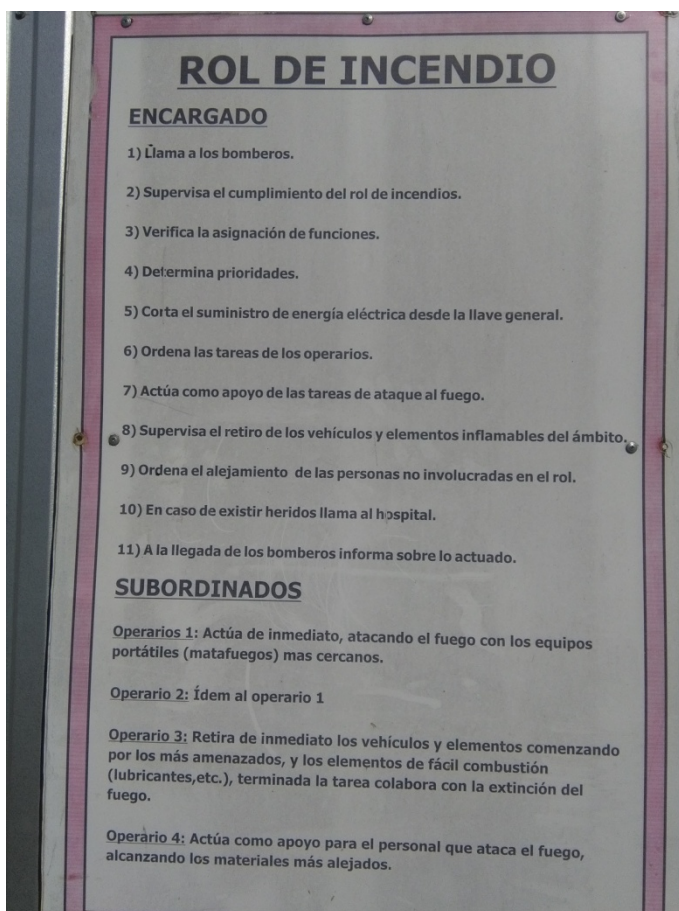 ROL DE INCENDIO
ENCARGADO
1) Llama a los bomberos.
2) Supervisa el cumplimiento del rol de incendios.
3) Verifica la asignación de funciones.
4) Determina prioridades.
5) Corta el suministro de energía eléctrica desde la llave general.
6) Ordena las tareas de los operarios.
7) Actúa como apoyo de las tareas de ataque al fuego.
8) Supervisa el retiro de los vehículos y elementos inflamables del ámbito.
9) Ordena el alejamiento de las personas no involucradas en el rol.
10) En caso de existir heridos llama al hospital.
11) A la llegada de los bomberos informa sobre lo actuado.
SUBORDINADOS
Operarios 1: Actúa de inmediato, atacando el fuego con los equipos
portátiles (matafuegos) mas cercanos.
Operario 2: Ídem al operario 1
Operario 3: Retira de inmediato los vehículos y elementos comenzando
por los más amenazados, y los elementos de fácil combustión
(lubricantes,etc.), terminada la tarea colabora con la extinción del
fuego.
Operario 4: Actúa como apoyo para el personal que ataca el fuego,
alcanzando los materiales más alejados.